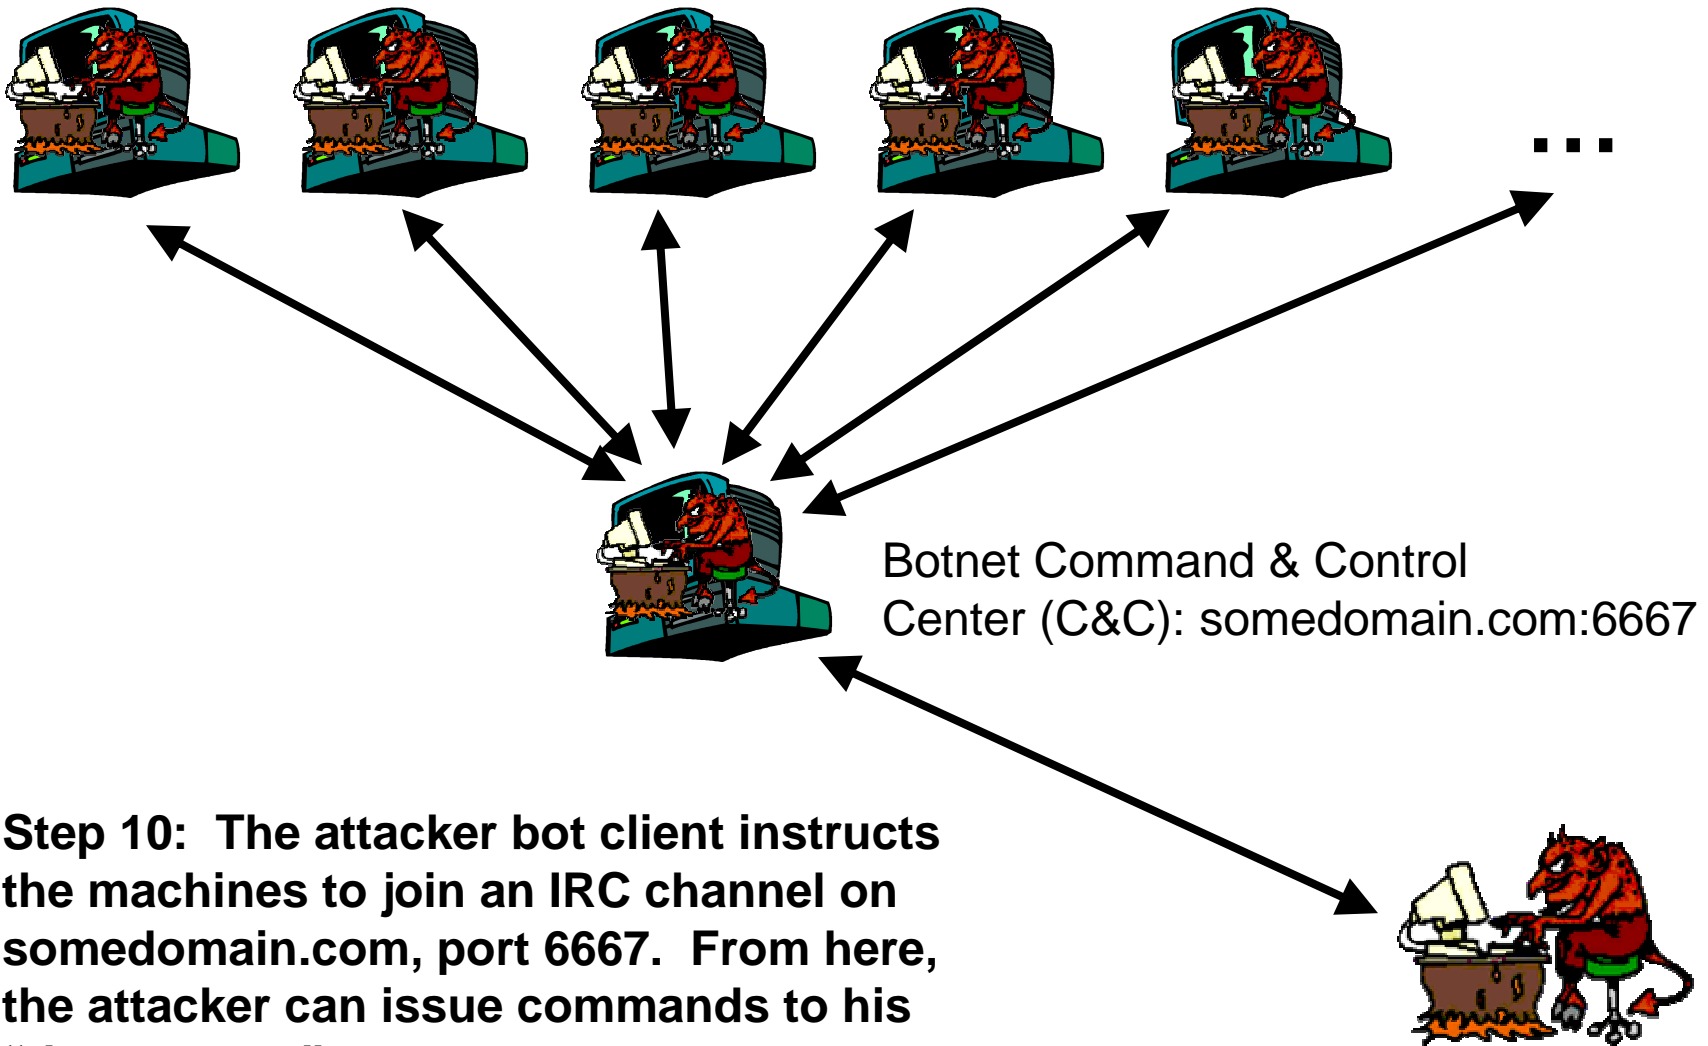 ...
Botnet Command & Control
Center (C&C): somedomain.com:6667
Step 10:  The attacker bot client instructs
the machines to join an IRC channel on
somedomain.com, port 6667.  From here,
the attacker can issue commands to his